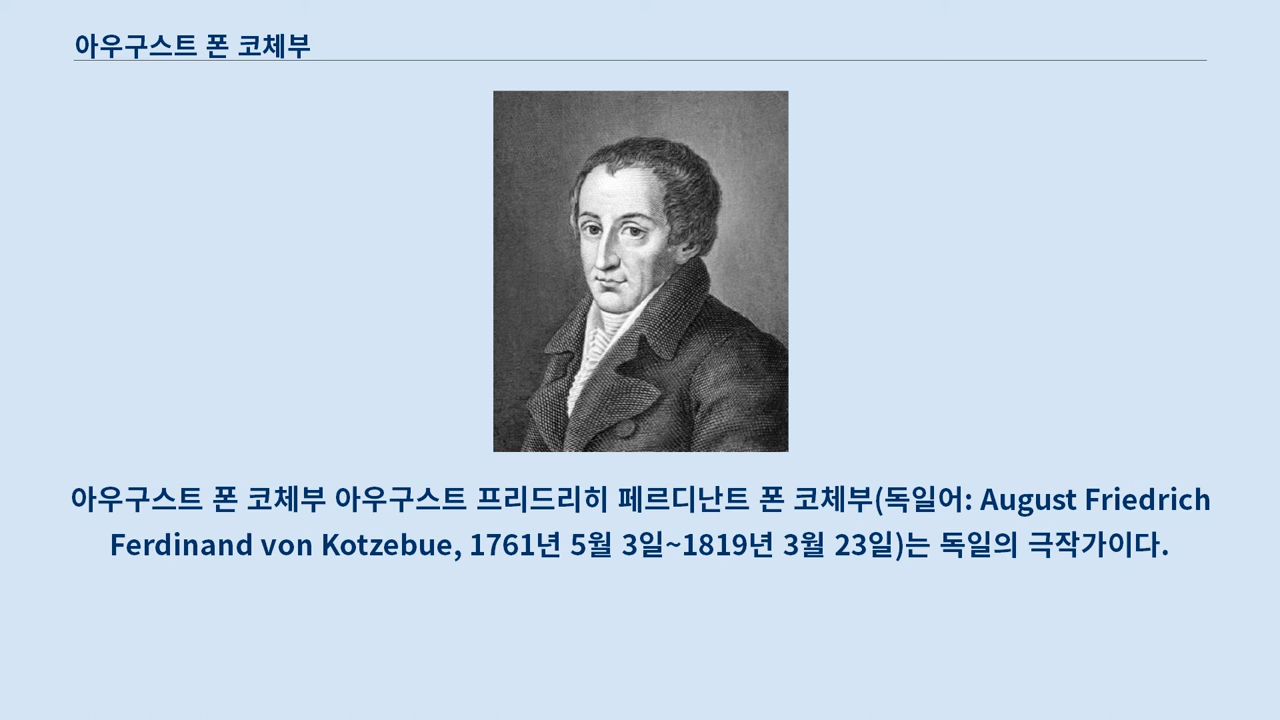 아우구스트 폰 코체부
아우구스트 폰 코체부 아우구스트 프리드리히 페르디난트 폰 코체부(독일어: August Friedrich
Ferdinand von Kotzebue, 1761년 5월 3일~1819년 3월 23일)는 독일의 극작가이다.